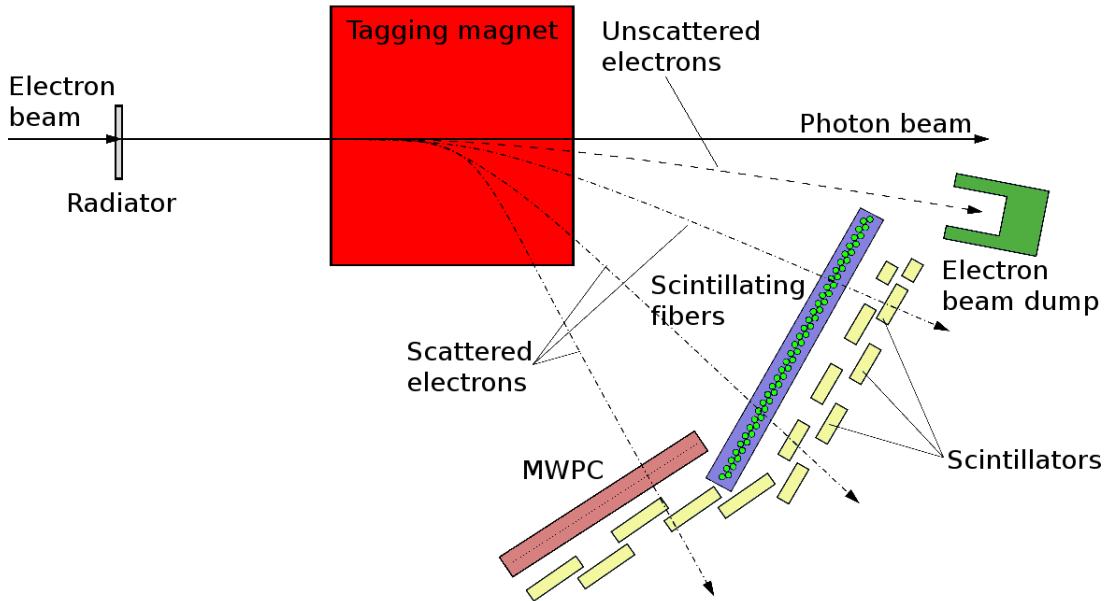 Tagging magnet
Unscattered
electrons
Electron
beam
Photon beam
Radiator
Scintillating
fibers
Electron
beam dump
Scattered
electrons
MWPC
Scintillators